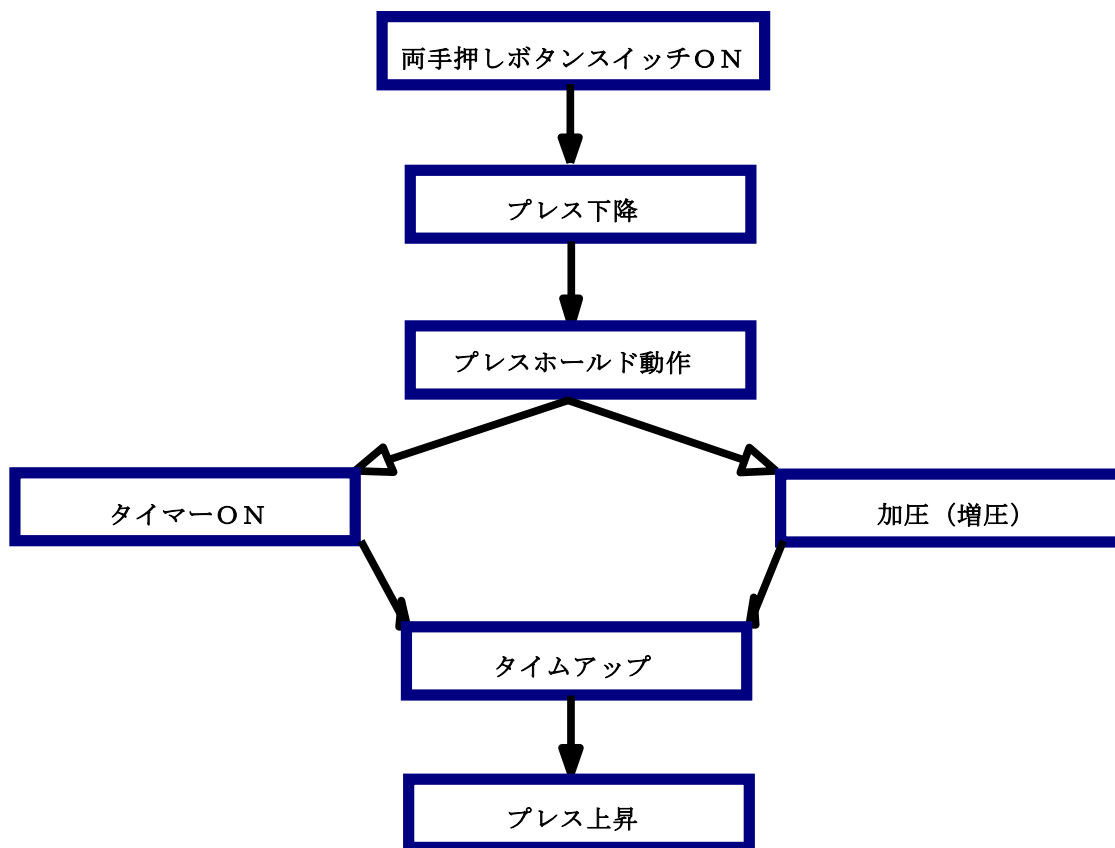 両手押しボタンスイッチON
プレス下降
プレスホールド動作
タイマーON
加圧（増圧）
タイムアップ
プレス上昇